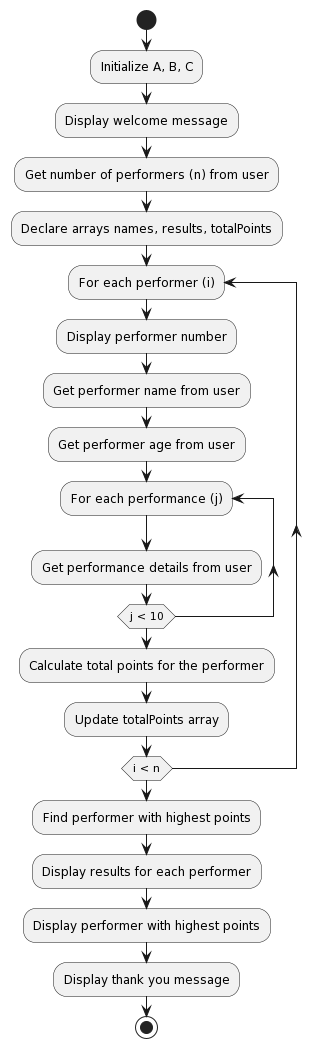 Initialize A, B, C
Display welcome message
Get number of performers (n) from user
Declare arrays names, results, totalPoints
For each performer (i)
Display performer number
Get performer name from user
Get performer age from user
For each performance (j)
Get performance details from user
j < 10
Calculate total points for the performer
Update totalPoints array
i < n
Find performer with highest points
Display results for each performer
Display performer with highest points
Display thank you message